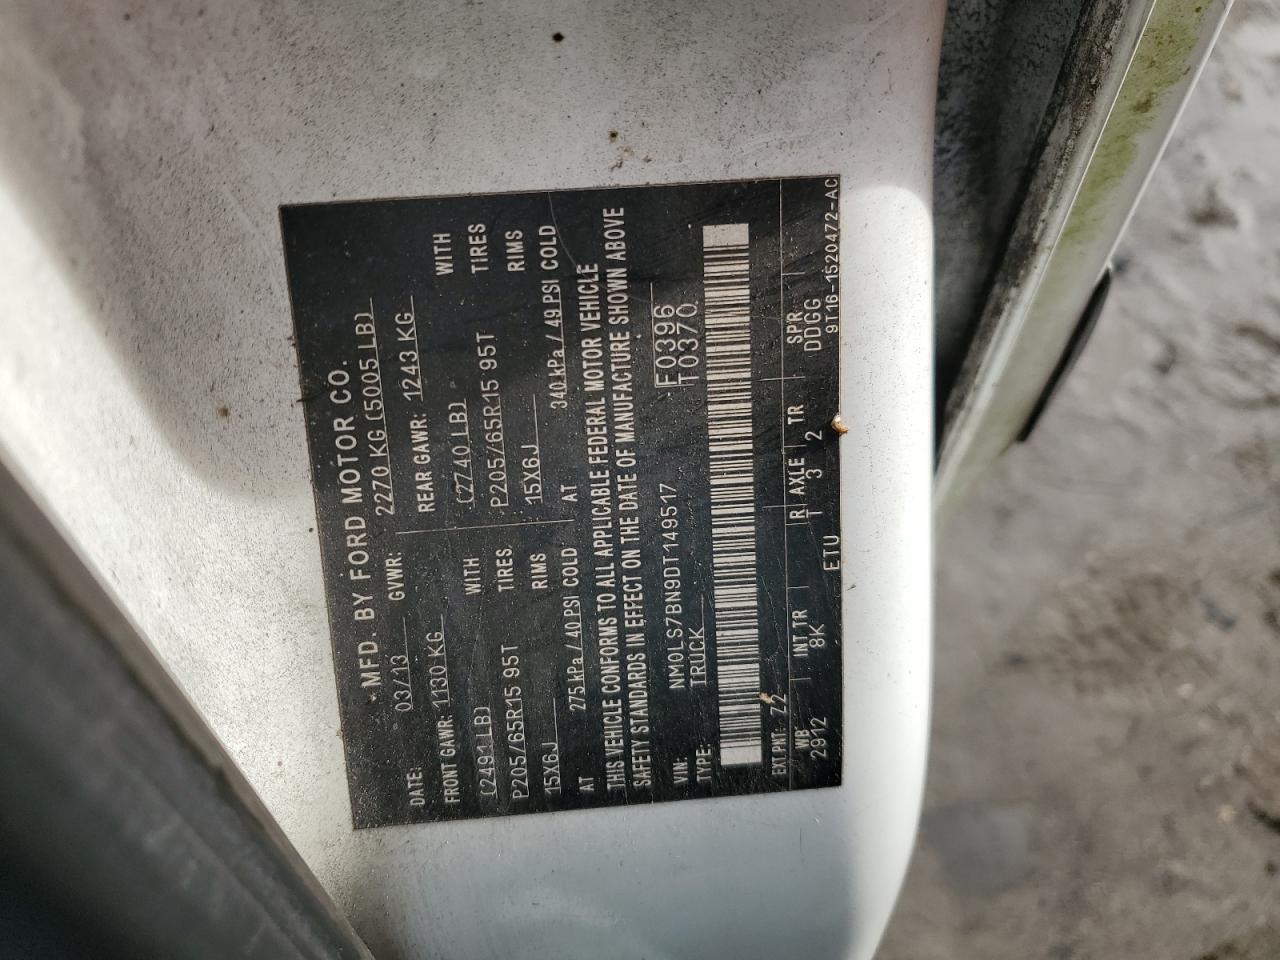 *MFD. BY FORD MOTOR CO.
DATE: 03/13 GVWR: 2270 KG (5005 LB)
FRONT GAWR: 1130 KG REAR GAWR: 1243 KG
(2491LB) WITH (2740 LB) WITH
P205/65R15 95T TIRES P205/65R15 95T TIRES
15X6J RIMS 15X6J RIMS
AT 275 kPa / 40 PSI COLD AT 340 kPa / 49 PSI COLD
THIS VEHICLE CONFORMS TO ALL APPLICABLE FEDERAL MOTOR VEHICLE
SAFETY STANDARDS IN EFFECT ON THE DATE OF MANUFACTURE SHOWN ABOVE
VIN: NM0LS7BN9DT149517 F0396
TYPE: TRUCK T0370
EXT PNT: Z2
WB INT TR R AXLE TR SPR
2912 8K T 3 2 DDGG
ETU 9T16-1520472-AC